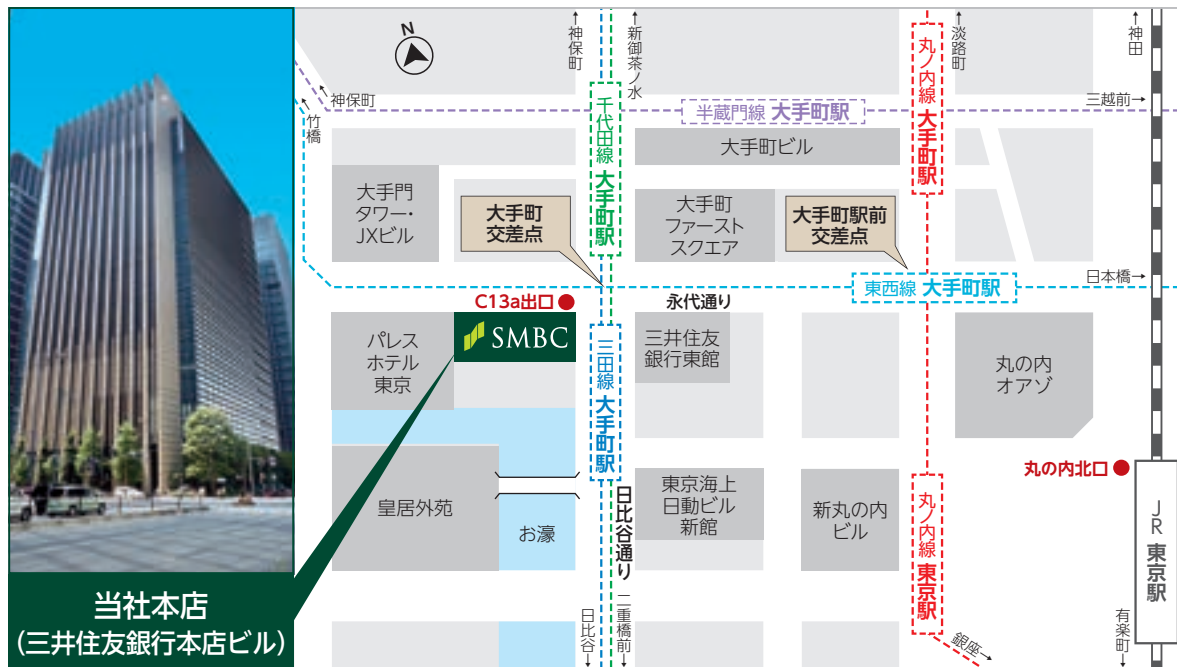 N
↑神保町
↑新御茶ノ水
↑淡路町
↑神田
↑神保町
↑竹橋
三越前→
半蔵門線 大手町駅
丸ノ内線 大手町駅
千代田線 大手町駅
大手町ビル
大手門
タワー・
JXビル
大手町
交差点
大手町
ファースト
スクエア
大手町駅前
交差点
日本橋→
東西線 大手町駅
C13a出口
永代通り
パレス
ホテル
東京
SMBC
三田線 大手町駅
三井住友
銀行東館
丸の内
オアゾ
丸の内北口
皇居外苑
お濠
日比谷通り
東京海上
日動ビル
新館
新丸の内
ビル
丸ノ内線 東京駅
JR 東京駅
日比谷→
二重橋前→
銀座→
有楽町→
当社本店
(三井住友銀行本店ビル)